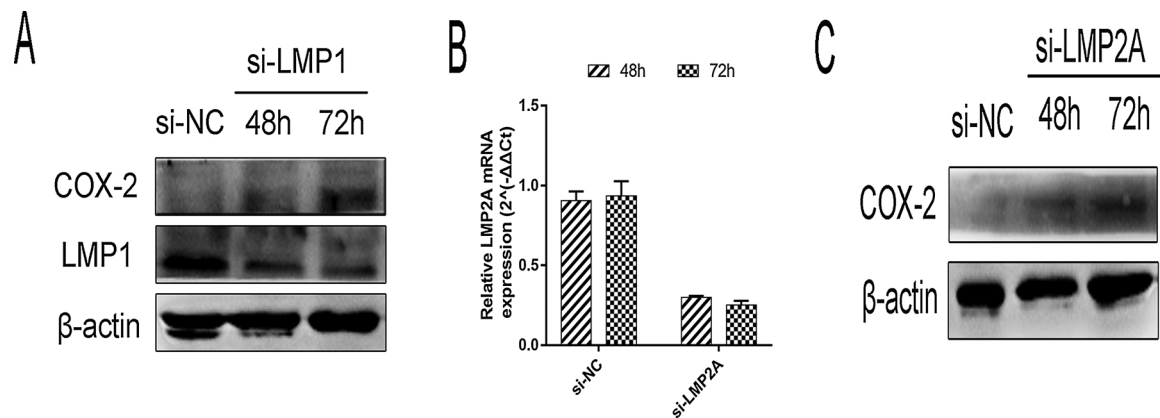 A
si-LMP1
si-NC 48h 72h
COX-2
LMP1
β-actin
B
48h 72h
Relative LMP2A mRNA
expression (2^(-ΔΔCt)
1.5
1.0
0.5
0.0
si-NC
si-LMP2A
C
si-LMP2A
si-NC 48h 72h
COX-2
β-actin